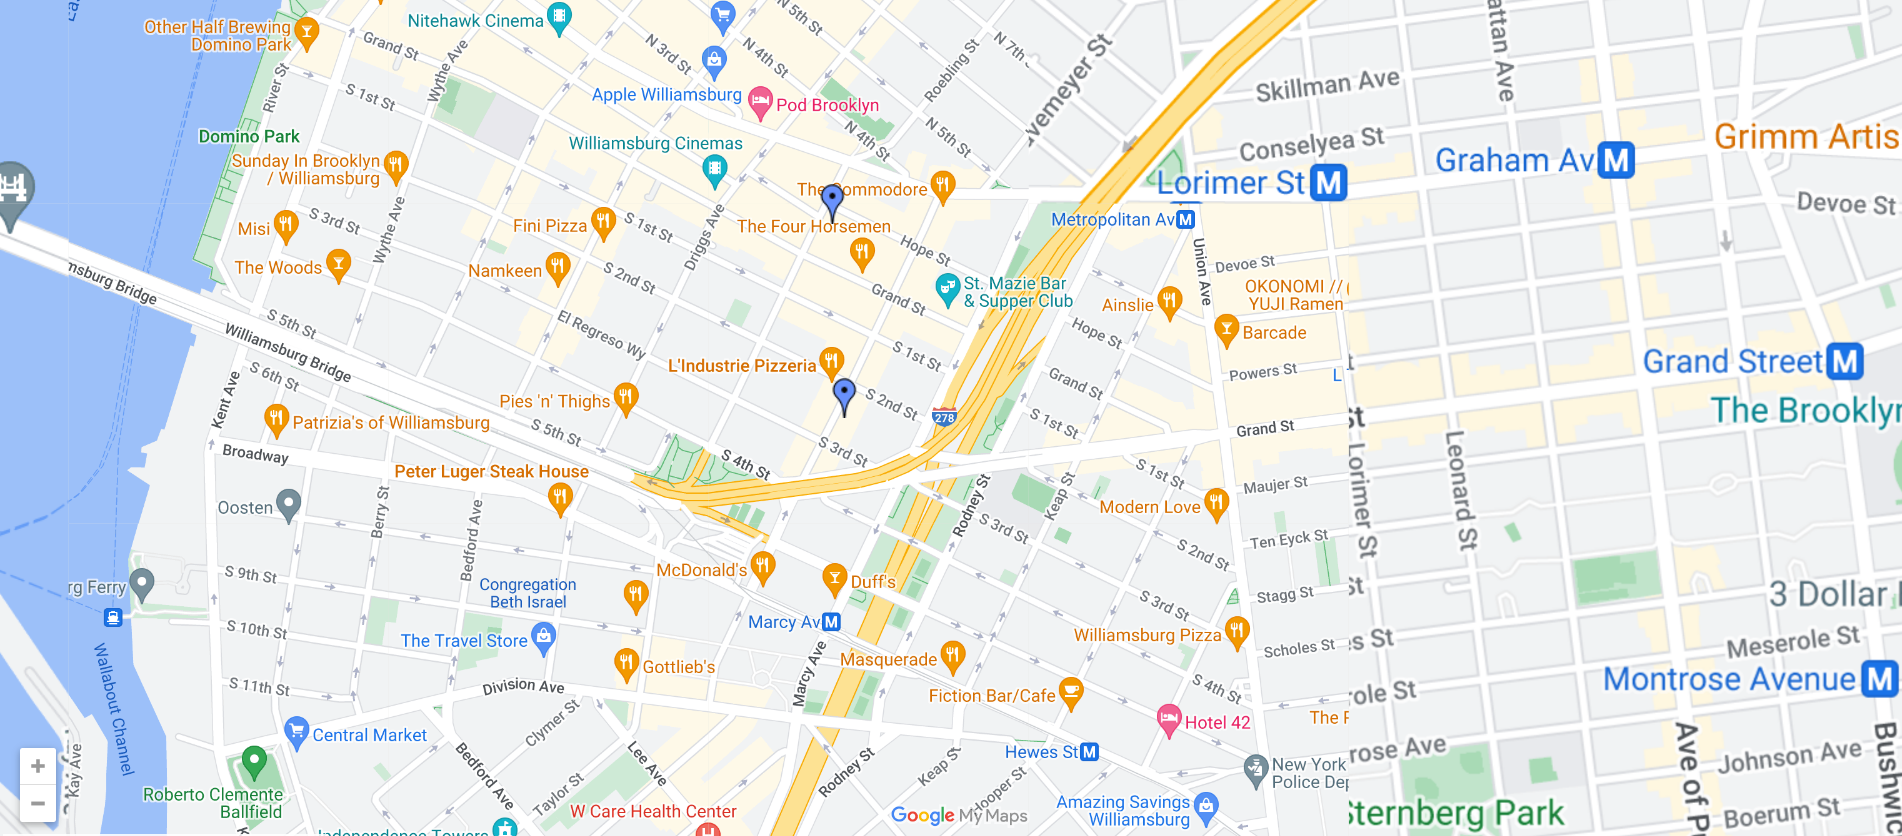 Other Half Brewing
Domino Park
Nitehawk Cinema
N 5th St
N 7th
Grand St
Wythe Ave
N 3rd St
N 4th St
Roebling St
River St
S 1st St
Apple Williamsburg
Pod Brooklyn
N 4th St
N 5th St
vemeyer St
Skillman Ave
attan Ave
Conselyea St
Graham Av
Grimm Artis
Domino Park
Williamsburg Cinemas
Sunday In Brooklyn
/ Williamsburg
The Commodore
Lorimer St
Devoe St
Misi
S 3rd St
Wythe Ave
Fini Pizza
S 1st St
Driggs Ave
The Four Horsemen
Hope St
Metropolitan Av
Union Ave
The Woods
Namkeen
S 2nd St
Grand St
St. Mazie Bar
& Supper Club
Devoe St
OKONOMI // (
YUJI Ramen
Ainslie
Barcade
msburg Bridge
Williamsburg Bridge
S 5th St
El Regreso Wy
Hope St
S 1st St
L'Industrie Pizzeria
S 6th St
Kent Ave
Powers St
L
Grand Street
The Brooklyn
Pies 'n' Thighs
S 2nd St
278
Grand St
S 1st St
Grand St
st
Patrizia's of Williamsburg
S 5th St
S 3rd St
S 4th St
Broadway
Peter Luger Steak House
S 1st St
Maujer St
Lorimer St
Leonard St
Oosten
Berry St
Bedford Ave
Rodney St
Keap St
Modern Love
S 3rd St
S 2nd St
Ten Eyck St
rg Ferry
S 9th St
Congregation
Beth Israel
McDonald's
Duff's
S 3rd St
Stagg St
St
3 Dollar
S 10th St
The Travel Store
Marcy Av
Williamsburg Pizza
Scholes St
s St
Meserole St
Wallabout Channel
Gottlieb's
Marcy Ave
Masquerade
Fiction Bar/Cafe
S 4th St
role St
Montrose Avenue
S 11th St
Division Ave
Clymer St
Hotel 42
The F
Central Market
Bedford Ave
Lee Ave
Rodney St
Keap St
Hewes St
rose Ave
Ave of P
Johnson Ave
Bushw
Kay Ave
New York
Police Dep
Roberto Clemente
Ballfield
Taylor St
Hooper St
W Care Health Center
Google My Maps
Amazing Savings
Williamsburg
Sternberg Park
Boerum St
Independence Towers